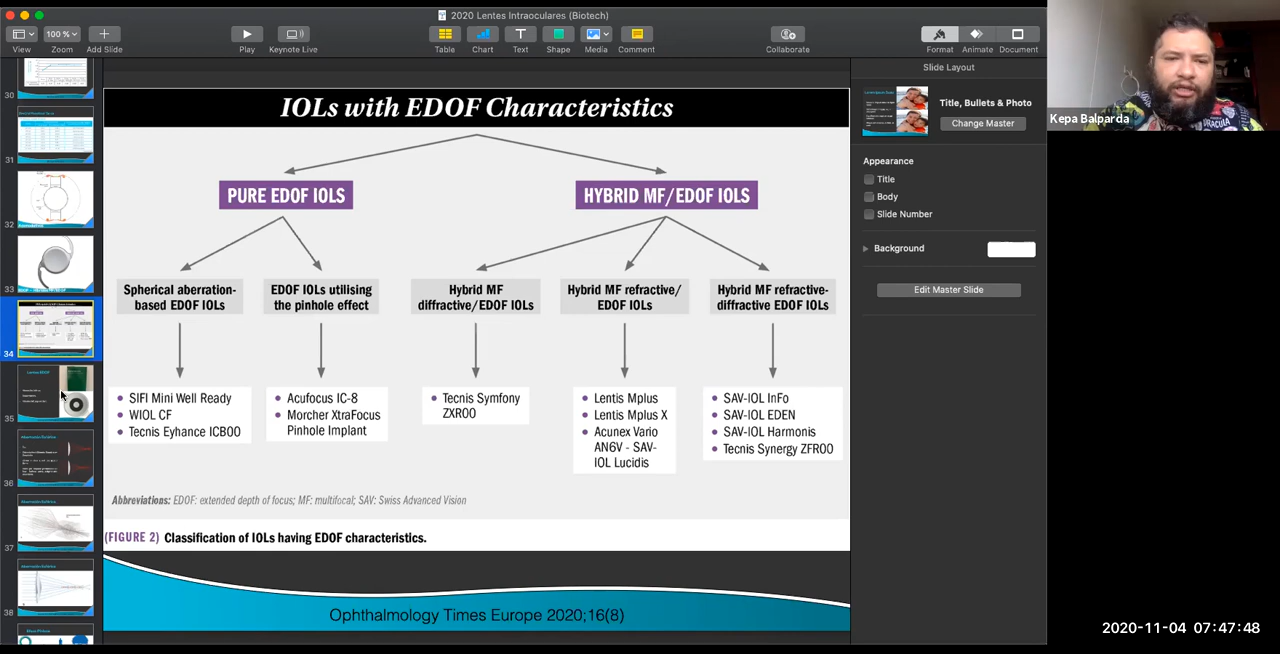 2020 Lentes Intraoculares (Biotech)
100 %
View
Zoom
Add Slide
Play
Keynote Live
Table
Chart
Text
Shape
Media
Comment
Collaborate
Format
Animate
Document
30
31
32
33
34
35
Lentes EDOF
36
37
38
IOLs with EDOF Characteristics
PURE EDOF IOLS
HYBRID MF/EDOF IOLS
Spherical aberration-
based EDOF IOLs
EDOF IOLs utilising
the pinhole effect
Hybrid MF
diffractive/EDOF IOLs
Hybrid MF refractive/
EDOF IOLs
Hybrid MF refractive-
diffractive EDOF IOLs
• SIFI Mini Well Ready
• WIOL CF
• Tecnis Eyhance ICB00
• Acufocus IC-8
• Morcher XtraFocus
Pinhole Implant
• Tecnis Symfony
ZXR00
• Lentis Mplus
• Lentis Mplus X
• Acunex Vario
AN6V - SAV-
IOL Lucidis
• SAV-IOL InFo
• SAV-IOL EDEN
• SAV-IOL Harmonis
• Tecnis Synergy ZFR00
Abbreviations: EDOF: extended depth of focus; MF: multifocal; SAV: Swiss Advanced Vision
(FIGURE 2) Classification of IOLs having EDOF characteristics.
Ophthalmology Times Europe 2020;16(8)
Slide Layout
Title, Bullets & Photo
Change Master
Appearance
Title
Body
Slide Number
Background
Edit Master Slide
Kepa Balparda
DRACULA
2020-11-04 07:47:48